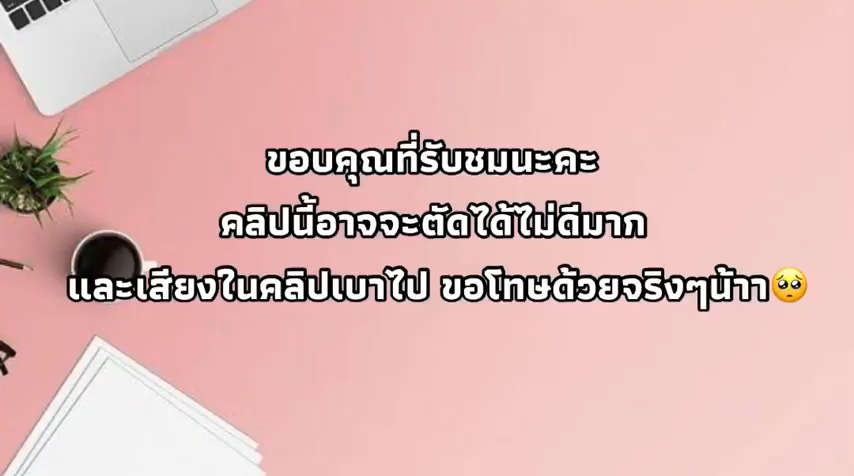 ขอบคุณที่รับชมนะคะ
คลิปนี้อาจจะตัดได้ไม่ดีมาก
และเสียงในคลิปเบาไป ขอโทษด้วยจริงๆน้าา🥺